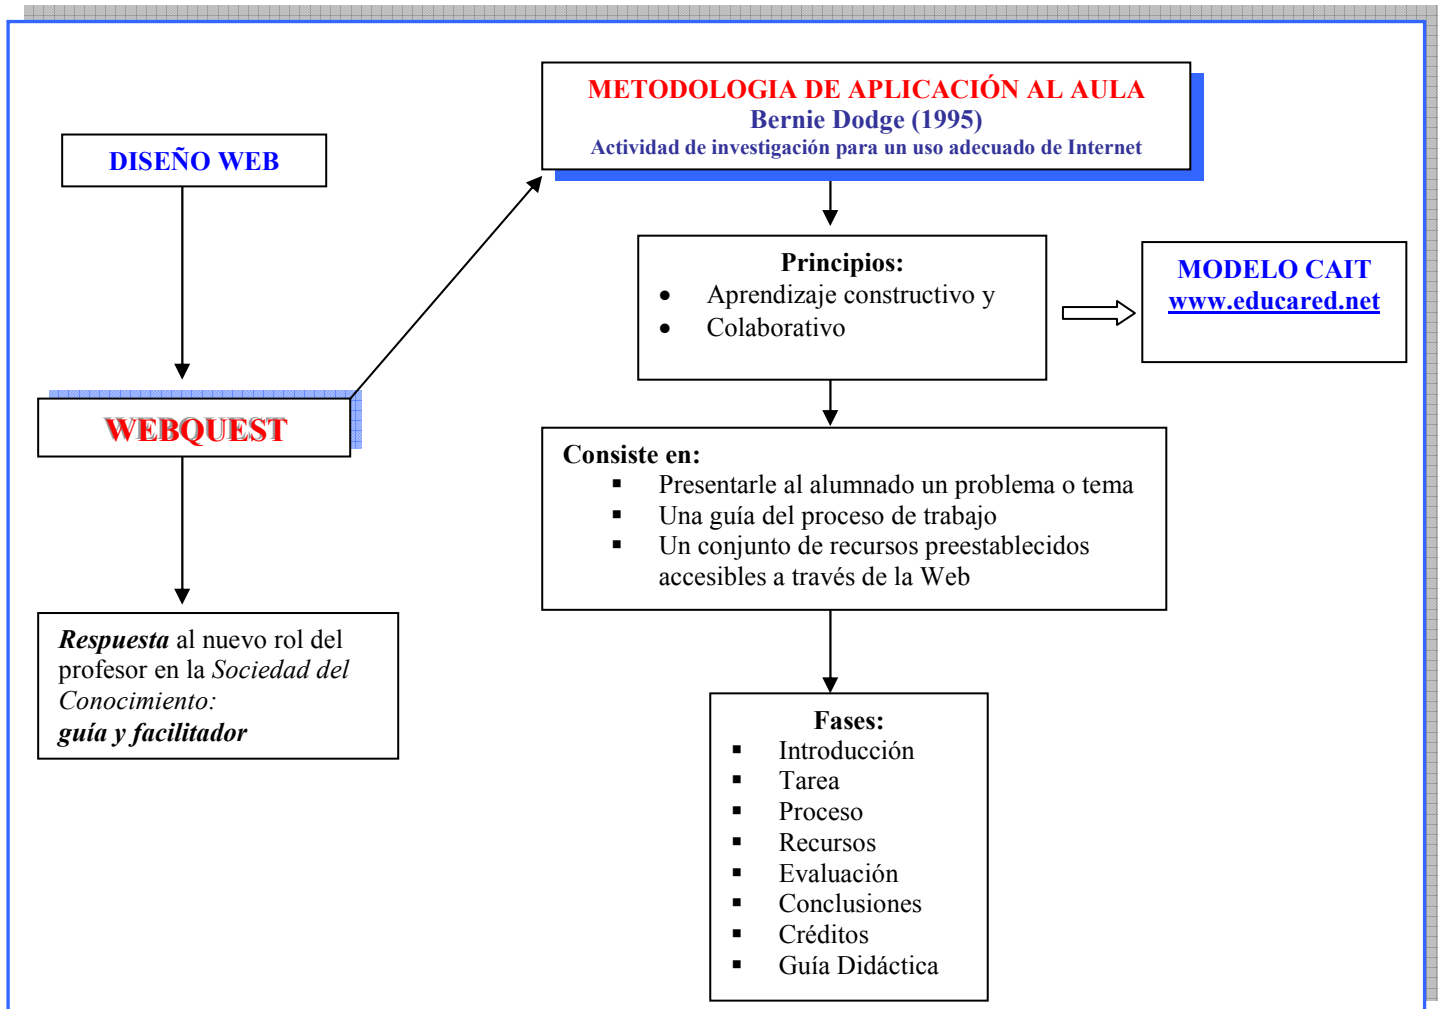 METODOLOGIA DE APLICACIÓN AL AULA
Bernie Dodge (1995)
Actividad de investigación para un uso adecuado de Internet
DISEÑO WEB
Principios:
• Aprendizaje constructivo y
• Colaborativo
MODELO CAIT
www.educared.net
WEBQUEST
Consiste en:
▪ Presentarle al alumnado un problema o tema
▪ Una guía del proceso de trabajo
▪ Un conjunto de recursos preestablecidos
accesibles a través de la Web
Respuesta al nuevo rol del
profesor en la Sociedad del
Conocimiento:
guía y facilitador
Fases:
▪ Introducción
▪ Tarea
▪ Proceso
▪ Recursos
▪ Evaluación
▪ Conclusiones
▪ Créditos
▪ Guía Didáctica